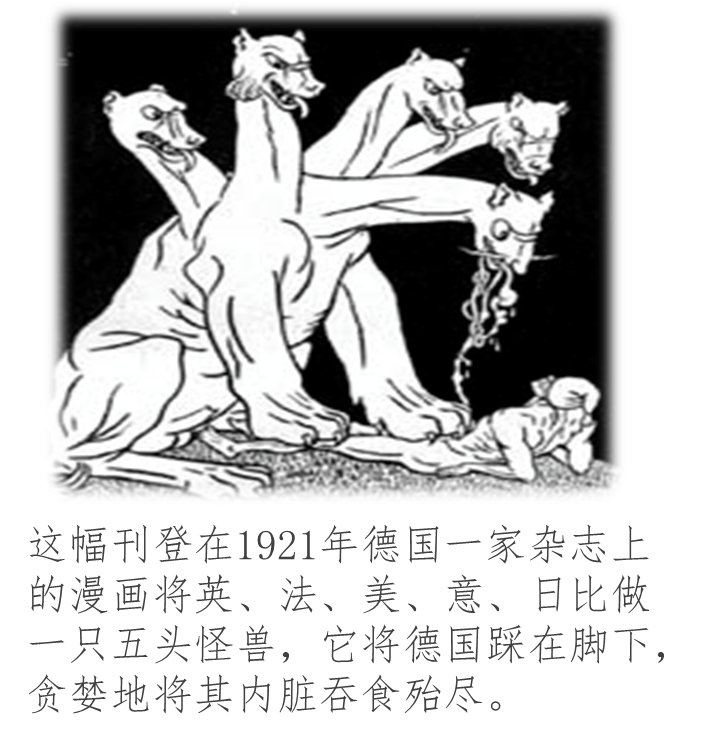 这幅刊登在1921年德国一家杂志上
的漫画将英、法、美、意、日比做
一只五头怪兽，它将德国踩在脚下，
贪婪地将其内脏吞食殆尽。